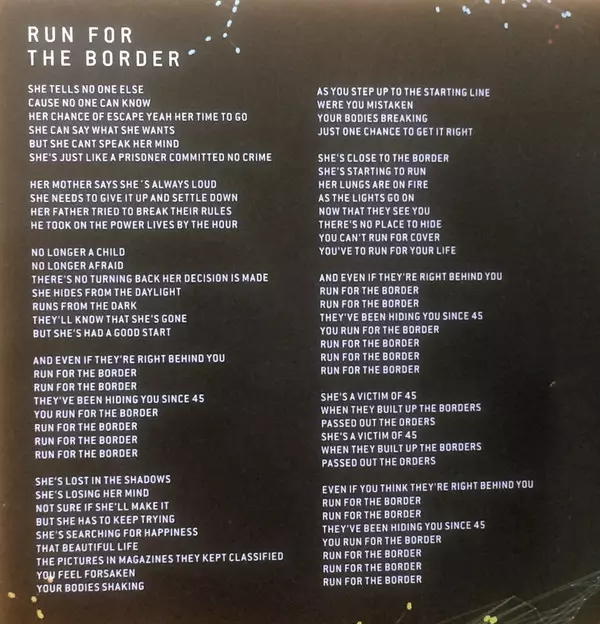 RUN FOR
THE BORDER
SHE TELLS NO ONE ELSE
CAUSE NO ONE CAN KNOW
HER CHANCE OF ESCAPE YEAH HER TIME TO GO
SHE CAN SAY WHAT SHE WANTS
BUT SHE CANT SPEAK HER MIND
SHE'S JUST LIKE A PRISONER COMMITTED NO CRIME
HER MOTHER SAYS SHE´S ALWAYS LOUD
SHE NEEDS TO GIVE IT UP AND SETTLE DOWN
HER FATHER TRIED TO BREAK THEIR RULES
HE TOOK ON THE POWER LIVES BY THE HOUR
NO LONGER A CHILD
NO LONGER AFRAID
THERE'S NO TURNING BACK HER DECISION IS MADE
SHE HIDES FROM THE DAYLIGHT
RUNS FROM THE DARK
THEY'LL KNOW THAT SHE'S GONE
BUT SHE'S HAD A GOOD START
AND EVEN IF THEY'RE RIGHT BEHIND YOU
RUN FOR THE BORDER
RUN FOR THE BORDER
THEY'VE BEEN HIDING YOU SINCE 45
YOU RUN FOR THE BORDER
RUN FOR THE BORDER
RUN FOR THE BORDER
RUN FOR THE BORDER
SHE'S LOST IN THE SHADOWS
SHE'S LOSING HER MIND
NOT SURE IF SHE'LL MAKE IT
BUT SHE HAS TO KEEP TRYING
SHE'S SEARCHING FOR HAPPINESS
THAT BEAUTIFUL LIFE
THE PICTURES IN MAGAZINES THEY KEPT CLASSIFIED
YOU FEEL FORSAKEN
YOUR BODIES SHAKING
AS YOU STEP UP TO THE STARTING LINE
WERE YOU MISTAKEN
YOUR BODIES BREAKING
JUST ONE CHANCE TO GET IT RIGHT
SHE'S CLOSE TO THE BORDER
SHE'S STARTING TO RUN
HER LUNGS ARE ON FIRE
AS THE LIGHTS GO ON
NOW THAT THEY SEE YOU
THERE'S NO PLACE TO HIDE
YOU CAN'T RUN FOR COVER
YOU'VE TO RUN FOR YOUR LIFE
AND EVEN IF THEY'RE RIGHT BEHIND YOU
RUN FOR THE BORDER
RUN FOR THE BORDER
THEY'VE BEEN HIDING YOU SINCE 45
YOU RUN FOR THE BORDER
RUN FOR THE BORDER
RUN FOR THE BORDER
RUN FOR THE BORDER
SHE'S A VICTIM OF 45
WHEN THEY BUILT UP THE BORDERS
PASSED OUT THE ORDERS
SHE'S A VICTIM OF 45
WHEN THEY BUILT UP THE BORDERS
PASSED OUT THE ORDERS
EVEN IF YOU THINK THEY'RE RIGHT BEHIND YOU
RUN FOR THE BORDER
RUN FOR THE BORDER
THEY'VE BEEN HIDING YOU SINCE 45
YOU RUN FOR THE BORDER
RUN FOR THE BORDER
RUN FOR THE BORDER
RUN FOR THE BORDER